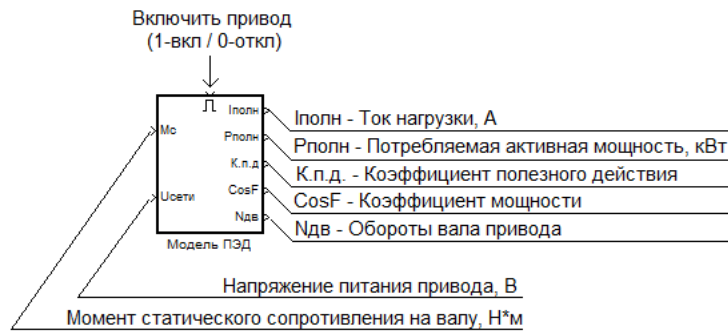 Включить привод
(1-вкл / 0-откл)
Iполн
Iполн - Ток нагрузки, А
Мс
Pполн
Pполн - Потребляемая активная мощность, кВт
К.п.д
К.п.д. - Коэффициент полезного действия
Uсети
CosF
CosF - Коэффициент мощности
Nдв
Nдв - Обороты вала привода
Модель ПЭД
Напряжение питания привода, В
Момент статического сопротивления на валу, Н*м